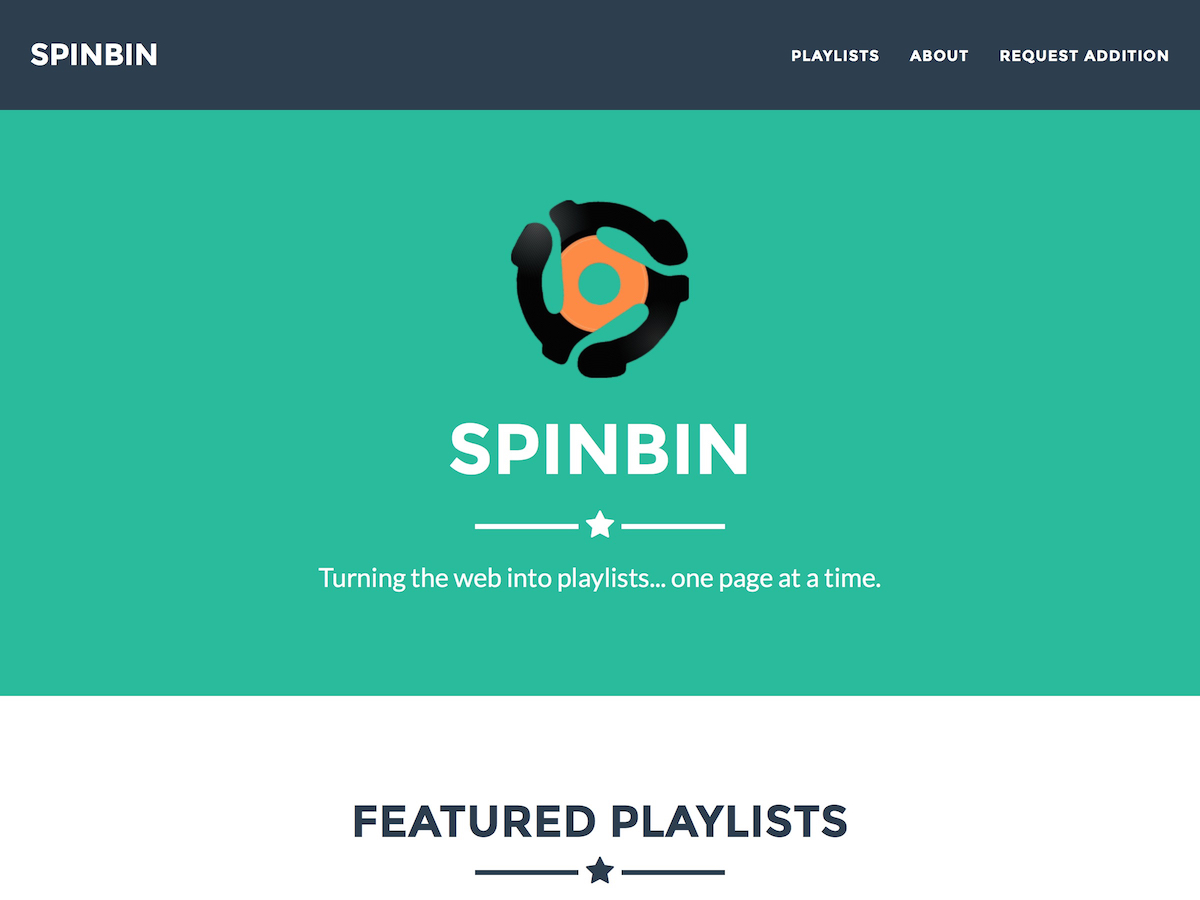 SPINBIN
PLAYLISTS ABOUT REQUEST ADDITION
SPINBIN
Turning the web into playlists... one page at a time.
FEATURED PLAYLISTS